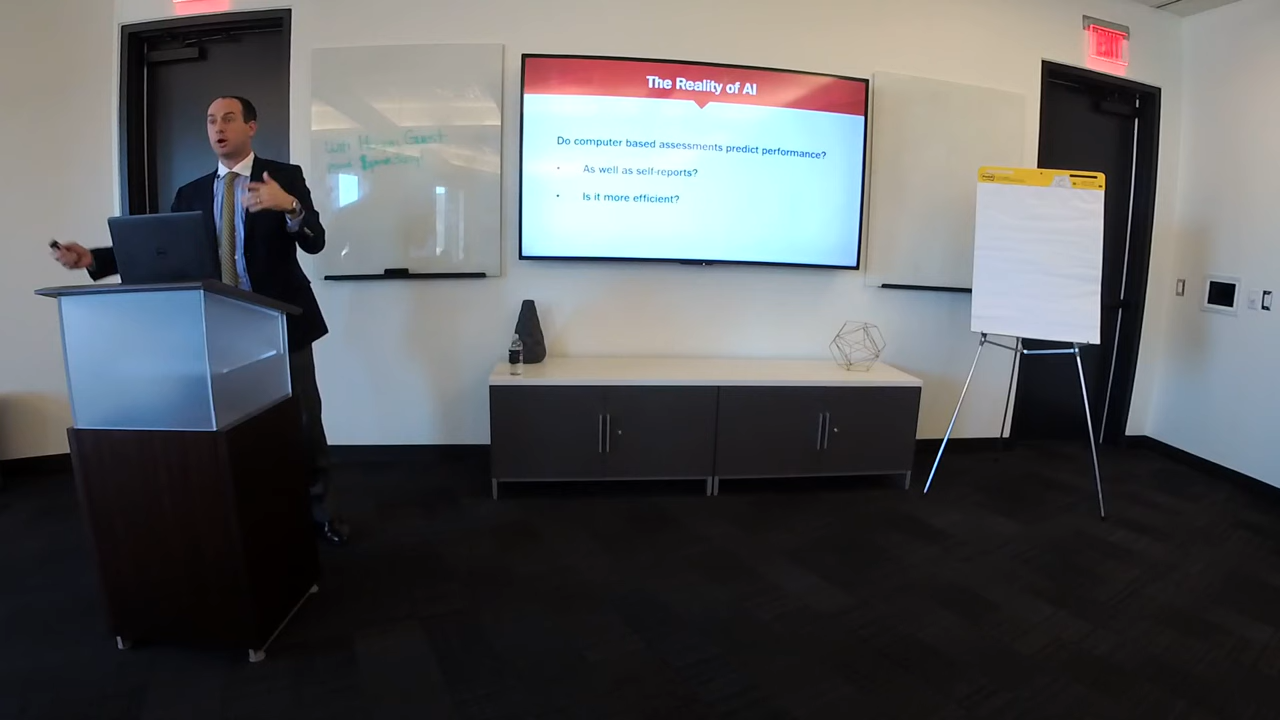 The Reality of AI
Do computer based assessments predict performance?
• As well as self-reports?
• Is it more efficient?
Guest
EXIT